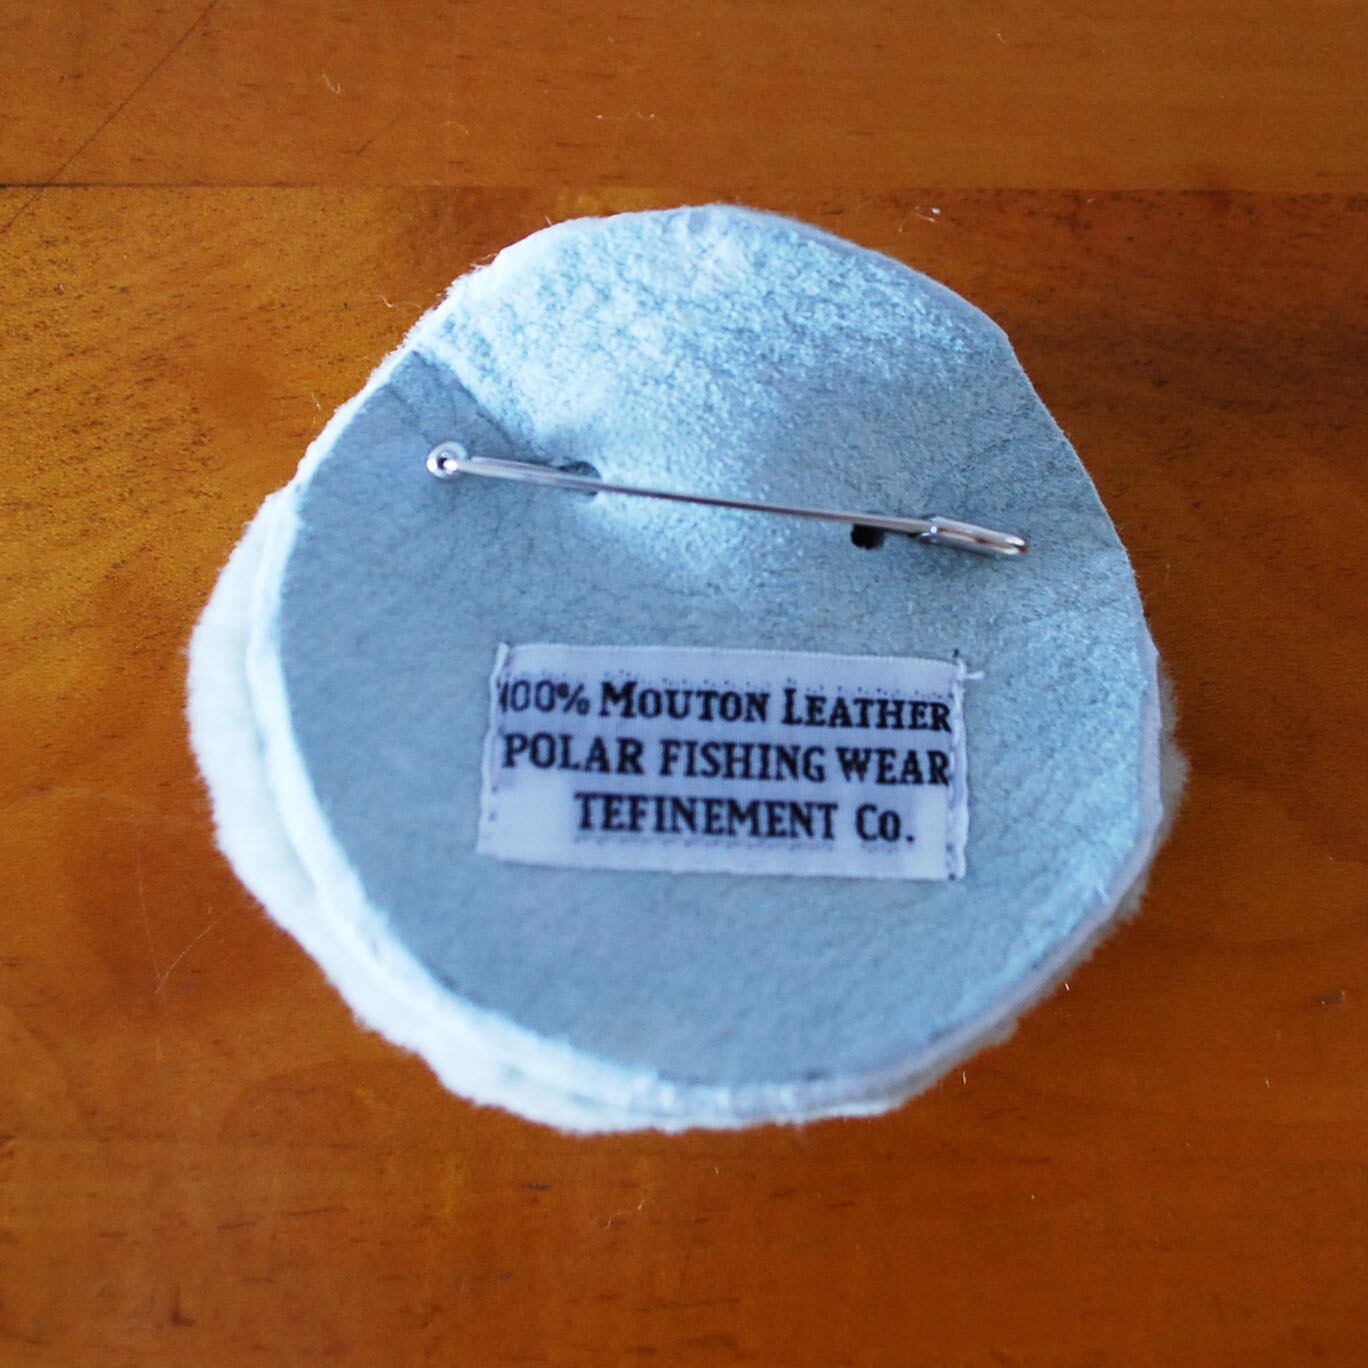 100% MOUTON LEATHER
POLAR FISHING WEAR
TEFINEMENT Co.